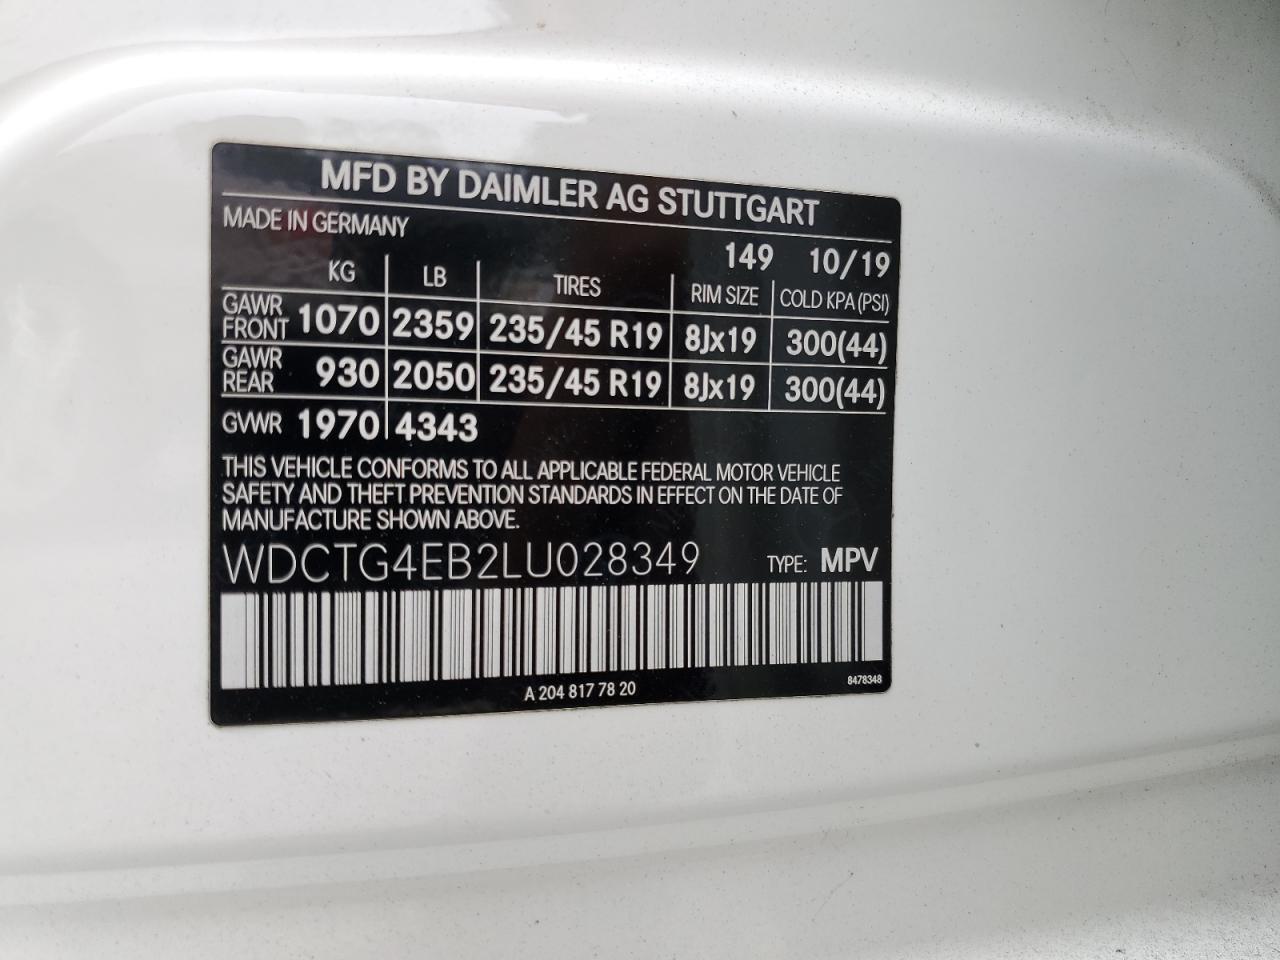 MFD BY DAIMLER AG STUTTGART
MADE IN GERMANY
149 10/19
KG LB TIRES RIM SIZE COLD KPA (PSI)
GAWR FRONT 1070 2359 235/45 R19 8Jx19 300(44)
GAWR REAR 930 2050 235/45 R19 8Jx19 300(44)
GVWR 1970 4343
THIS VEHICLE CONFORMS TO ALL APPLICABLE FEDERAL MOTOR VEHICLE
SAFETY AND THEFT PREVENTION STANDARDS IN EFFECT ON THE DATE OF
MANUFACTURE SHOWN ABOVE.
WDCTG4EB2LU028349 TYPE: MPV
A 204 817 78 20
8478348